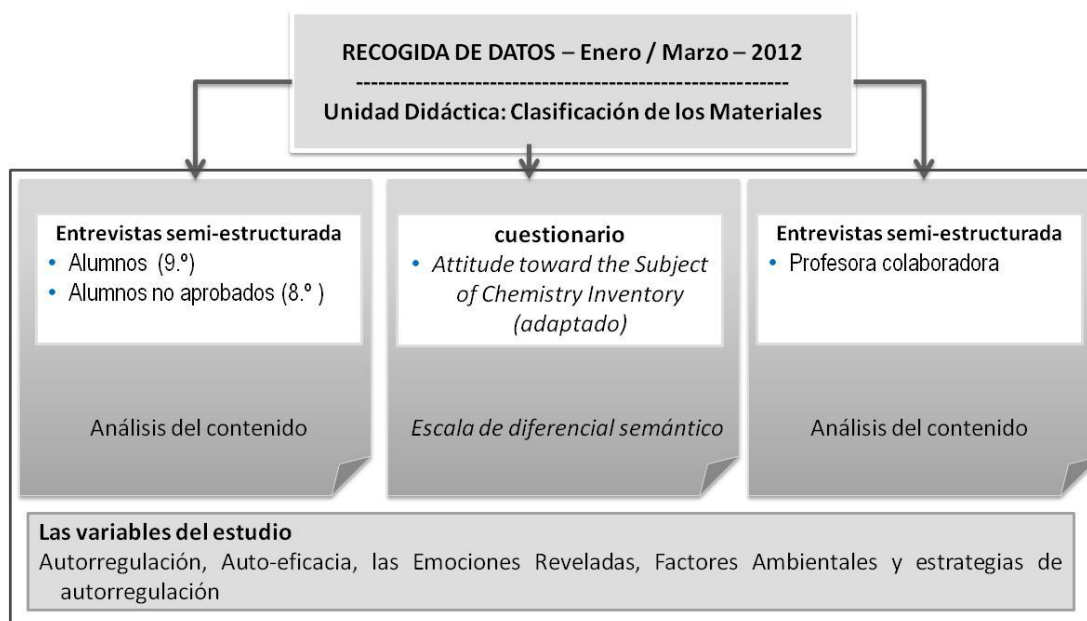 RECOGIDA DE DATOS – Enero / Marzo – 2012
----------------------------------------------------------
Unidad Didáctica: Clasificación de los Materiales
Entrevistas semi-estructurada
• Alumnos (9.º)
• Alumnos no aprobados (8.º )
Análisis del contenido
cuestionario
• Attitude toward the Subject
of Chemistry Inventory
(adaptado)
Escala de diferencial semántico
Entrevistas semi-estructurada
• Profesora colaboradora
Análisis del contenido
Las variables del estudio
Autorregulación, Auto-eficacia, las Emociones Reveladas, Factores Ambientales y estrategias de
autorregulación